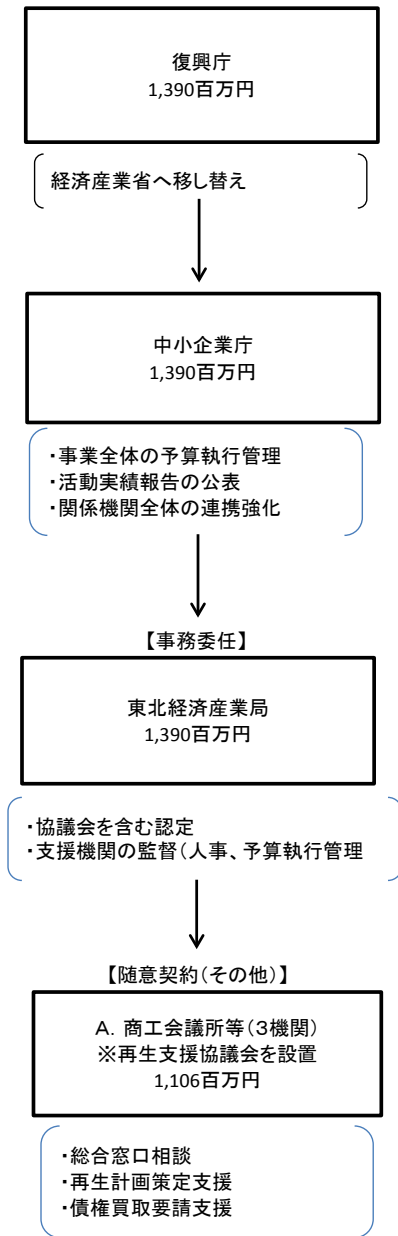 復興庁
1,390百万円
経済産業省へ移し替え
中小企業庁
1,390百万円
・事業全体の予算執行管理
・活動実績報告の公表
・関係機関全体の連携強化
【事務委任】
東北経済産業局
1,390百万円
・協議会を含む認定
・支援機関の監督(人事、予算執行管理
【随意契約(その他)】
A. 商工会議所等(3機関)
※再生支援協議会を設置
1,106百万円
・総合窓口相談
・再生計画策定支援
・債権買取要請支援